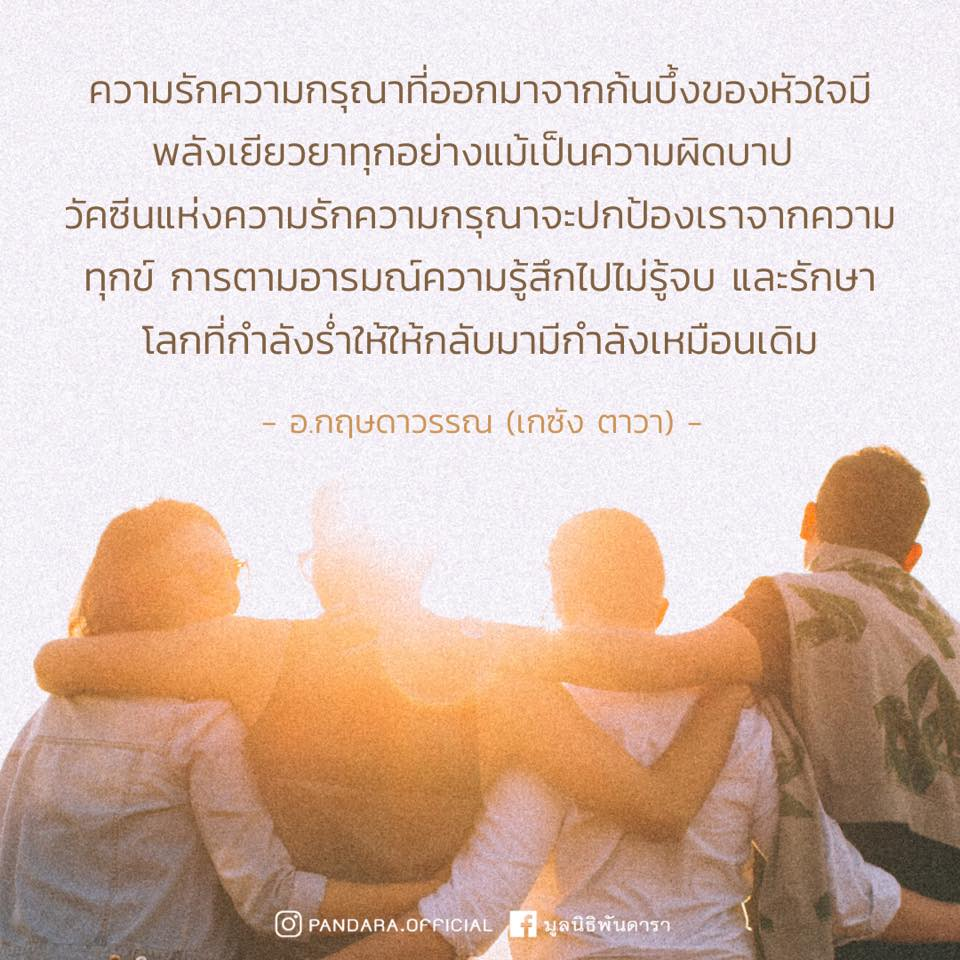 ความรักความกรุณาที่ออกมาจากก้นบึ้งของหัวใจมี
พลังเยียวยาทุกอย่างแม้เป็นความผิดบาป
วัคซีนแห่งความรักความกรุณาจะปกป้องเราจากความ
ทุกข์ การตามอารมณ์ความรู้สึกไปไม่รู้จบ และรักษา
โลกที่กำลังร่ำให้ให้กลับมามีกำลังเหมือนเดิม
– อ.กฤษดาวรรณ (เกซัง ตาวา) –
PANDARA.OFFICIAL มูลนิธิพันดารา